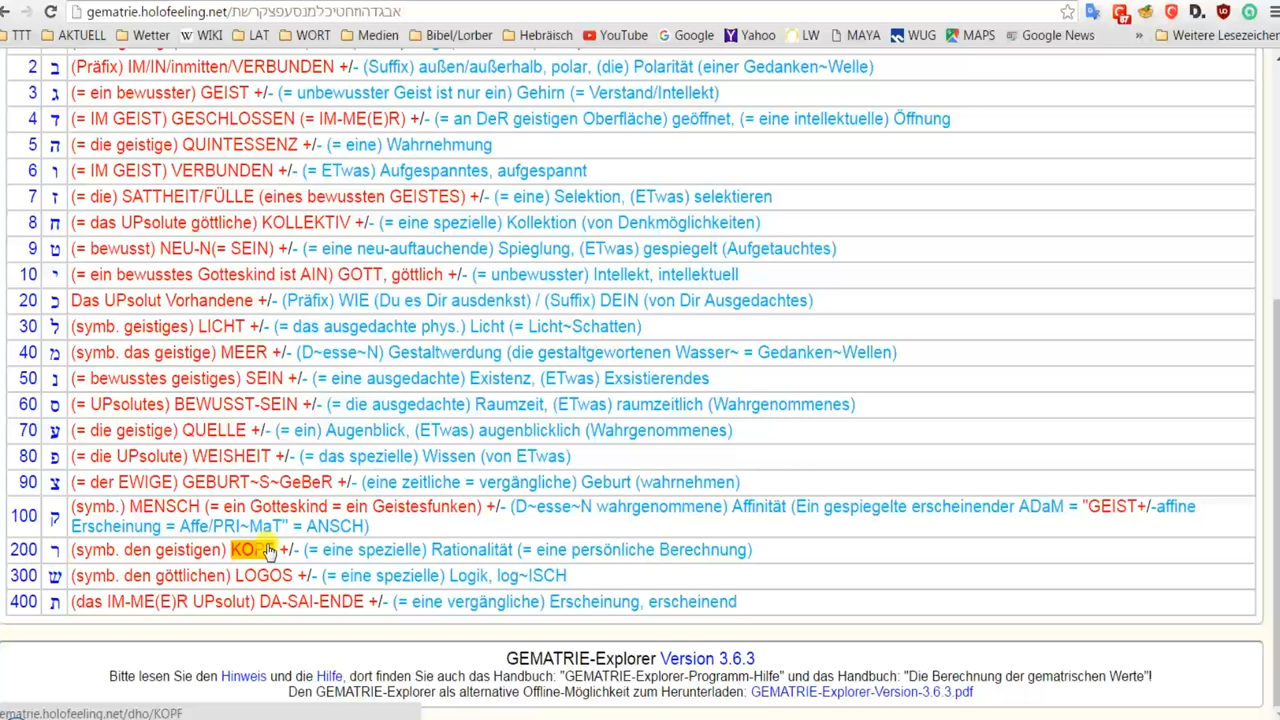 gematrie.holofeeling.net/אבגדהוזחטיכלמנסעפצקרשת
87
TTT AKTUELL Wetter WIKI LAT WORT Medien Bibel/Lorber Hebräisch YouTube Google Yahoo LW MAYA WUG MAPS Google News » Weitere Lesezeichen
2 ב (Präfix) IM/IN/inmitten/VERBUNDEN +/- (Suffix) außen/außerhalb, polar, (die) Polarität (einer Gedanken~Welle)
3 ג (= ein bewusster) GEIST +/- (= unbewusster Geist ist nur ein) Gehirn (= Verstand/Intellekt)
4 ד (= IM GEIST) GESCHLOSSEN (= IM-ME(E)R) +/- (= an DeR geistigen Oberfläche) geöffnet, (= eine intellektuelle) Öffnung
5 ה (= die geistige) QUINTESSENZ +/- (= eine) Wahrnehmung
6 ו (= IM GEIST) VERBUNDEN +/- (= ETwas) Aufgespanntes, aufgespannt
7 ז (= die) SATTHEIT/FÜLLE (eines bewussten GEISTES) +/- (= eine) Selektion, (ETwas) selektieren
8 ח (= das UPsolute göttliche) KOLLEKTIV +/- (= eine spezielle) Kollektion (von Denkmöglichkeiten)
9 ט (= bewusst) NEU-N(= SEIN) +/- (= eine neu-auftauchende) Spieglung, (ETwas) gespiegelt (Aufgetauchtes)
10 י (= ein bewusstes Gotteskind ist AIN) GOTT, göttlich +/- (= unbewusster) Intellekt, intellektuell
20 כ Das UPsolut Vorhandene +/- (Präfix) WIE (Du es Dir ausdenkst) / (Suffix) DEIN (von Dir Ausgedachtes)
30 ל (symb. geistiges) LICHT +/- (= das ausgedachte phys.) Licht (= Licht~Schatten)
40 מ (symb. das geistige) MEER +/- (D~esse~N) Gestaltwerdung (die gestaltgewortenen Wasser~ = Gedanken~Wellen)
50 נ (= bewusstes geistiges) SEIN +/- (= eine ausgedachte) Existenz, (ETwas) Exsistierendes
60 ס (= UPsolutes) BEWUSST-SEIN +/- (= die ausgedachte) Raumzeit, (ETwas) raumzeitlich (Wahrgenommenes)
70 ע (= die geistige) QUELLE +/- (= ein) Augenblick, (ETwas) augenblicklich (Wahrgenommenes)
80 פ (= die UPsolute) WEISHEIT +/- (= das spezielle) Wissen (von ETwas)
90 צ (= der EWIGE) GEBURT~S~GeBeR +/- (eine zeitliche = vergängliche) Geburt (wahrnehmen)
100 ק (symb.) MENSCH (= ein Gotteskind = ein Geistesfunken) +/- (D~esse~N wahrgenommene) Affinität (Ein gespiegelte erscheinender ADaM = "GEIST+/-affine
Erscheinung = Affe/PRI~MaT" = ANSCH)
200 ר (symb. den geistigen) KOPF +/- (= eine spezielle) Rationalität (= eine persönliche Berechnung)
300 ש (symb. den göttlichen) LOGOS +/- (= eine spezielle) Logik, log~ISCH
400 ת (das IM-ME(E)R UPsolut) DA-SAI-ENDE +/- (= eine vergängliche) Erscheinung, erscheinend
GEMATRIE-Explorer Version 3.6.3
Bitte lesen Sie den Hinweis und die Hilfe, dort finden Sie auch das Handbuch: "GEMATRIE-Explorer-Programm-Hilfe" und das Handbuch: "Die Berechnung der gematrischen Werte"!
Den GEMATRIE-Explorer als alternative Offline-Möglichkeit zum Herunterladen: GEMATRIE-Explorer-Version-3.6.3.pdf
ematrie.holofeeling.net/dho/KOPF